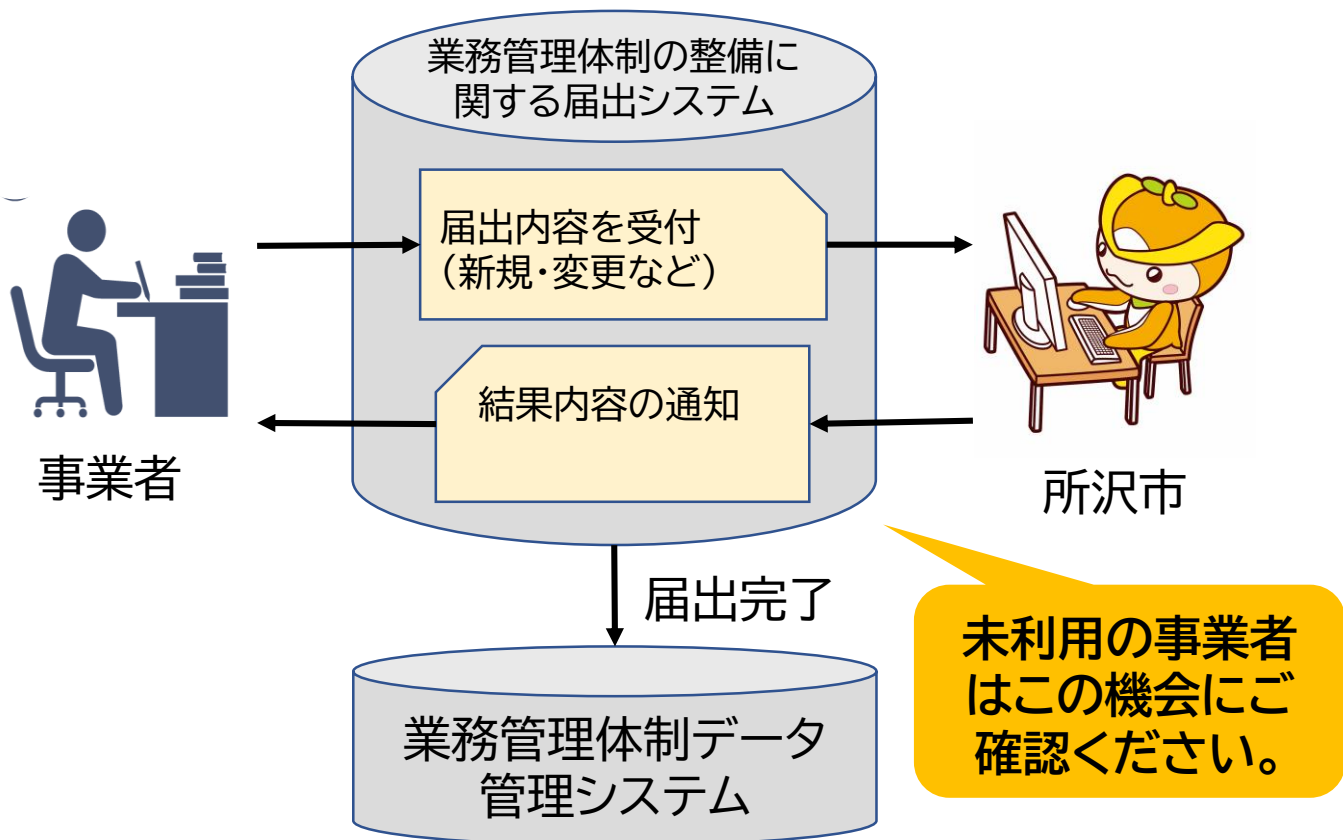 業務管理体制の整備に
関する届出システム
届出内容を受付
（新規・変更など）
結果内容の通知
事業者
所沢市
届出完了
未利用の事業者
はこの機会にご
確認ください。
業務管理体制データ
管理システム